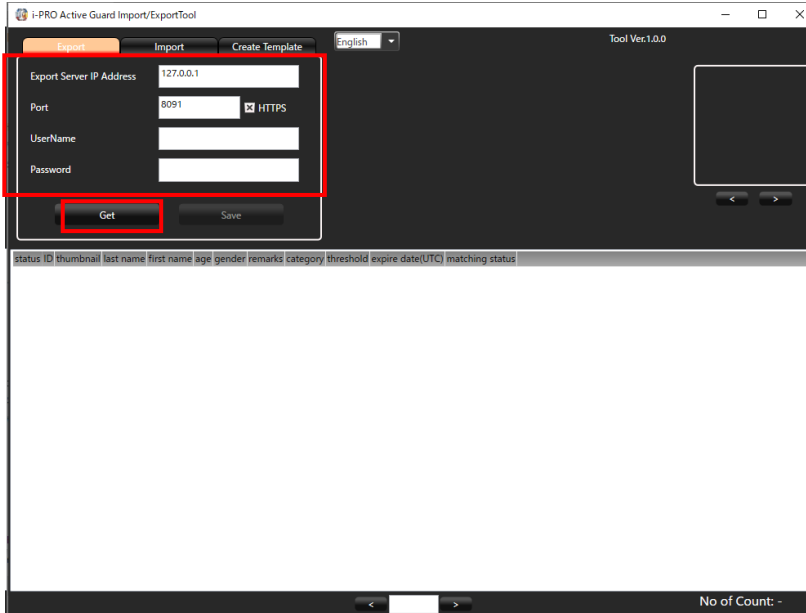 i-PRO Active Guard Import/ExportTool
Export Import Create Template English Tool Ver.1.0.0
Export Server IP Address 127.0.0.1
Port 8091 HTTPS
UserName
Password
Get Save
< >
status ID thumbnail last name first name age gender remarks category threshold expire date(UTC) matching status
< > No of Count: -